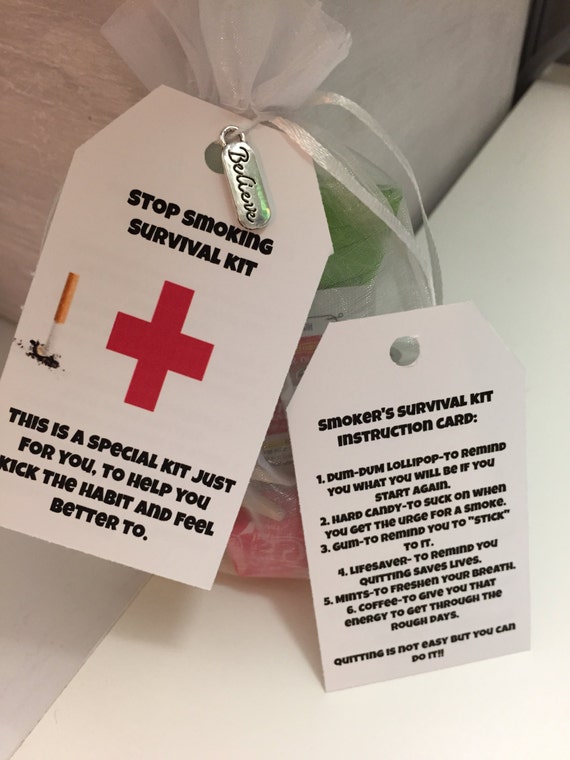 Believe
STOP SMOKING
SURVIVAL KIT
THIS IS A SPECIAL KIT JUST
FOR YOU, TO HELP YOU
KICK THE HABIT AND FEEL
BETTER TO.
SMOKER'S SURVIVAL KIT
INSTRUCTION CARD:
1. DUM-DUM LOLLIPOP-TO REMIND
YOU WHAT YOU WILL BE IF YOU
START AGAIN.
2. HARD CANDY-TO SUCK ON WHEN
YOU GET THE URGE FOR A SMOKE.
3. GUM-TO REMIND YOU TO "STICK"
TO IT.
4. LIFESAVER- TO REMIND YOU
QUITTING SAVES LIVES.
5. MINTS-TO FRESHEN YOUR BREATH.
6. COFFEE-TO GIVE YOU THAT
ENERGY TO GET THROUGH THE
ROUGH DAYS.
QUITTING IS NOT EASY BUT YOU CAN
DO IT!!